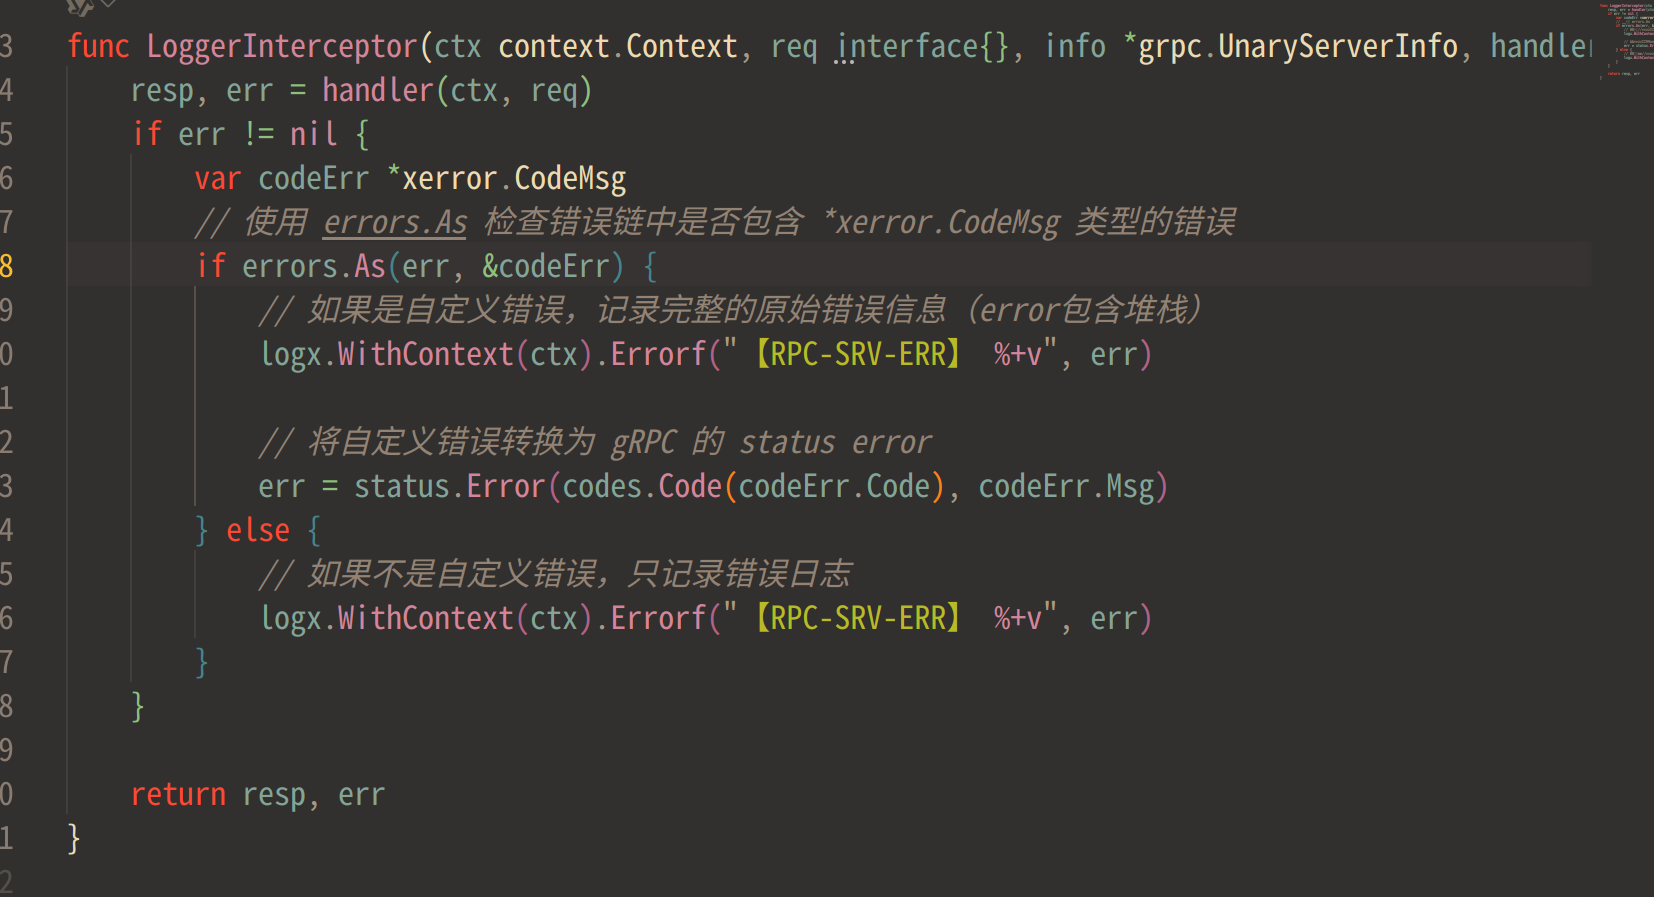 3 func LoggerInterceptor(ctx context.Context, req interface{}, info *grpc.UnaryServerInfo, handler
4 resp, err = handler(ctx, req)
5 if err != nil {
6 var codeErr *xerror.CodeMsg
7 // 使用 errors.As 检查错误链中是否包含 *xerror.CodeMsg 类型的错误
8 if errors.As(err, &codeErr) {
9 // 如果是自定义错误，记录完整的原始错误信息（error包含堆栈）
0 logx.WithContext(ctx).Errorf("【RPC-SRV-ERR】 %+v", err)
1
2 // 将自定义错误转换为 gRPC 的 status error
3 err = status.Error(codes.Code(codeErr.Code), codeErr.Msg)
4 } else {
5 // 如果不是自定义错误，只记录错误日志
6 logx.WithContext(ctx).Errorf("【RPC-SRV-ERR】 %+v", err)
7 }
8 }
9
0 return resp, err
1 }
2